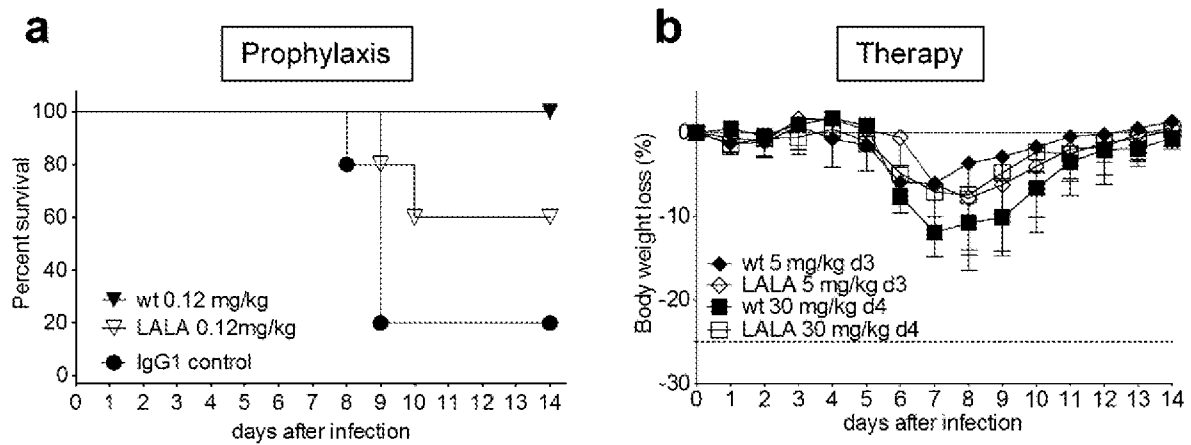 a
Prophylaxis
Percent survival
100
80
60
40
20
0
wt 0.12 mg/kg
LALA 0.12mg/kg
IgG1 control
0 1 2 3 4 5 6 7 8 9 10 11 12 13 14
days after infection
b
Therapy
Body weight loss (%)
0
-10
-20
-30
wt 5 mg/kg d3
LALA 5 mg/kg d3
wt 30 mg/kg d4
LALA 30 mg/kg d4
0 1 2 3 4 5 6 7 8 9 10 11 12 13 14
days after infection